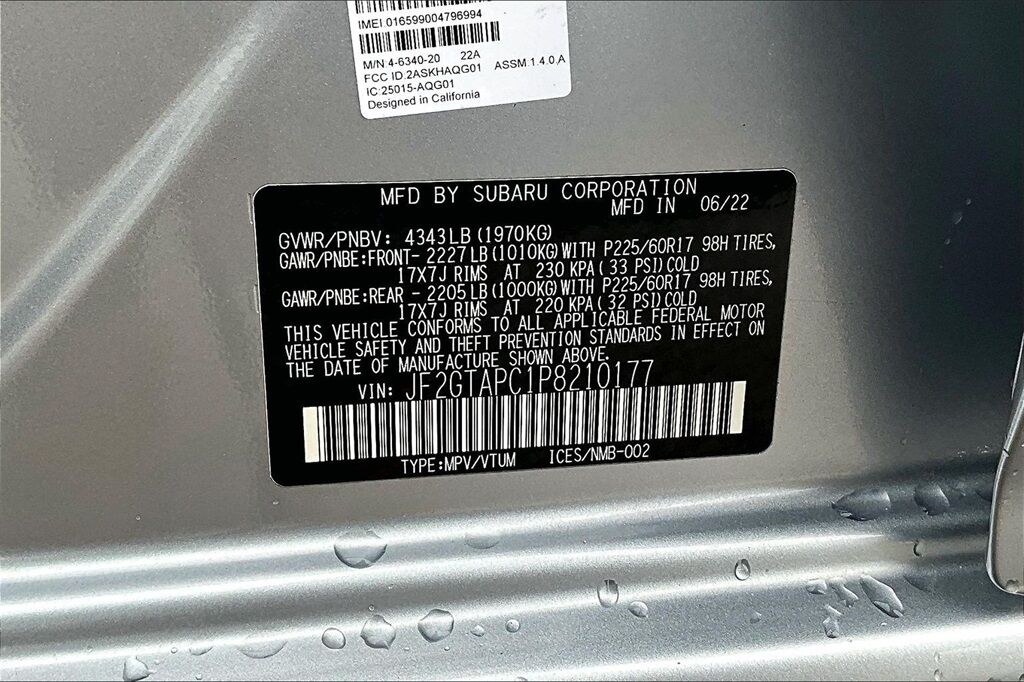 IMEI.016599004796994
M/N 4-6340-20 22A
FCC ID:2ASKHAQG01 ASSM.1.4.0,A
IC:25015-AQG01
Designed in California
MFD BY SUBARU CORPORATION
MFD IN 06/22
GVWR/PNBV: 4343LB(1970KG)
GAWR/PNBE:FRONT- 2227LB(1010KG)WITH P225/60R17 98H TIRES,
17X7J RIMS AT 230 KPA( 33 PSI)COLD
GAWR/PNBE:REAR - 2205LB(1000KG)WITH P225/60R17 98H TIRES,
17X7J RIMS AT 220 KPA( 32 PSI)COLD
THIS VEHICLE CONFORMS TO ALL APPLICABLE FEDERAL MOTOR
VEHICLE SAFETY AND THEFT PREVENTION STANDARDS IN EFFECT ON
THE DATE OF MANUFACTURE SHOWN ABOVE.
VIN: JF2GTAPC1P8210177
TYPE:MPV/VTUM ICES/NMB-002